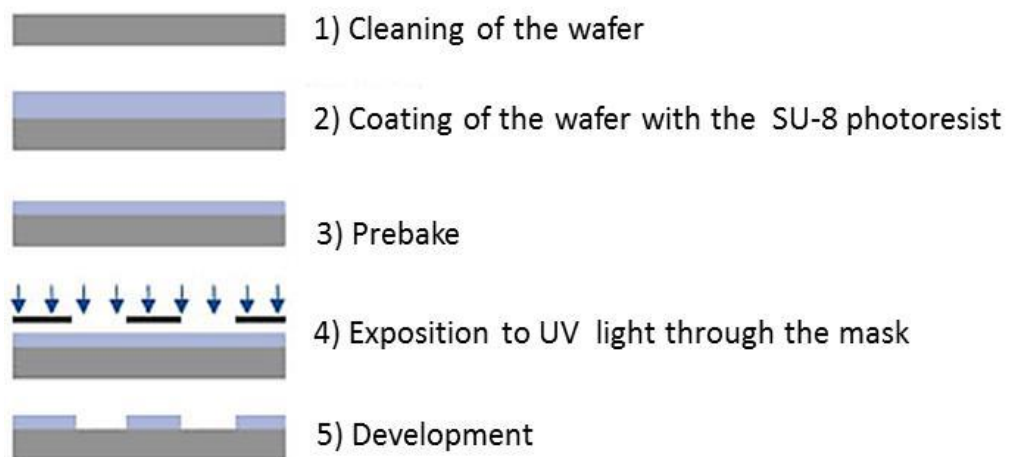 1) Cleaning of the wafer
2) Coating of the wafer with the SU-8 photoresist
3) Prebake
4) Exposition to UV light through the mask
5) Development